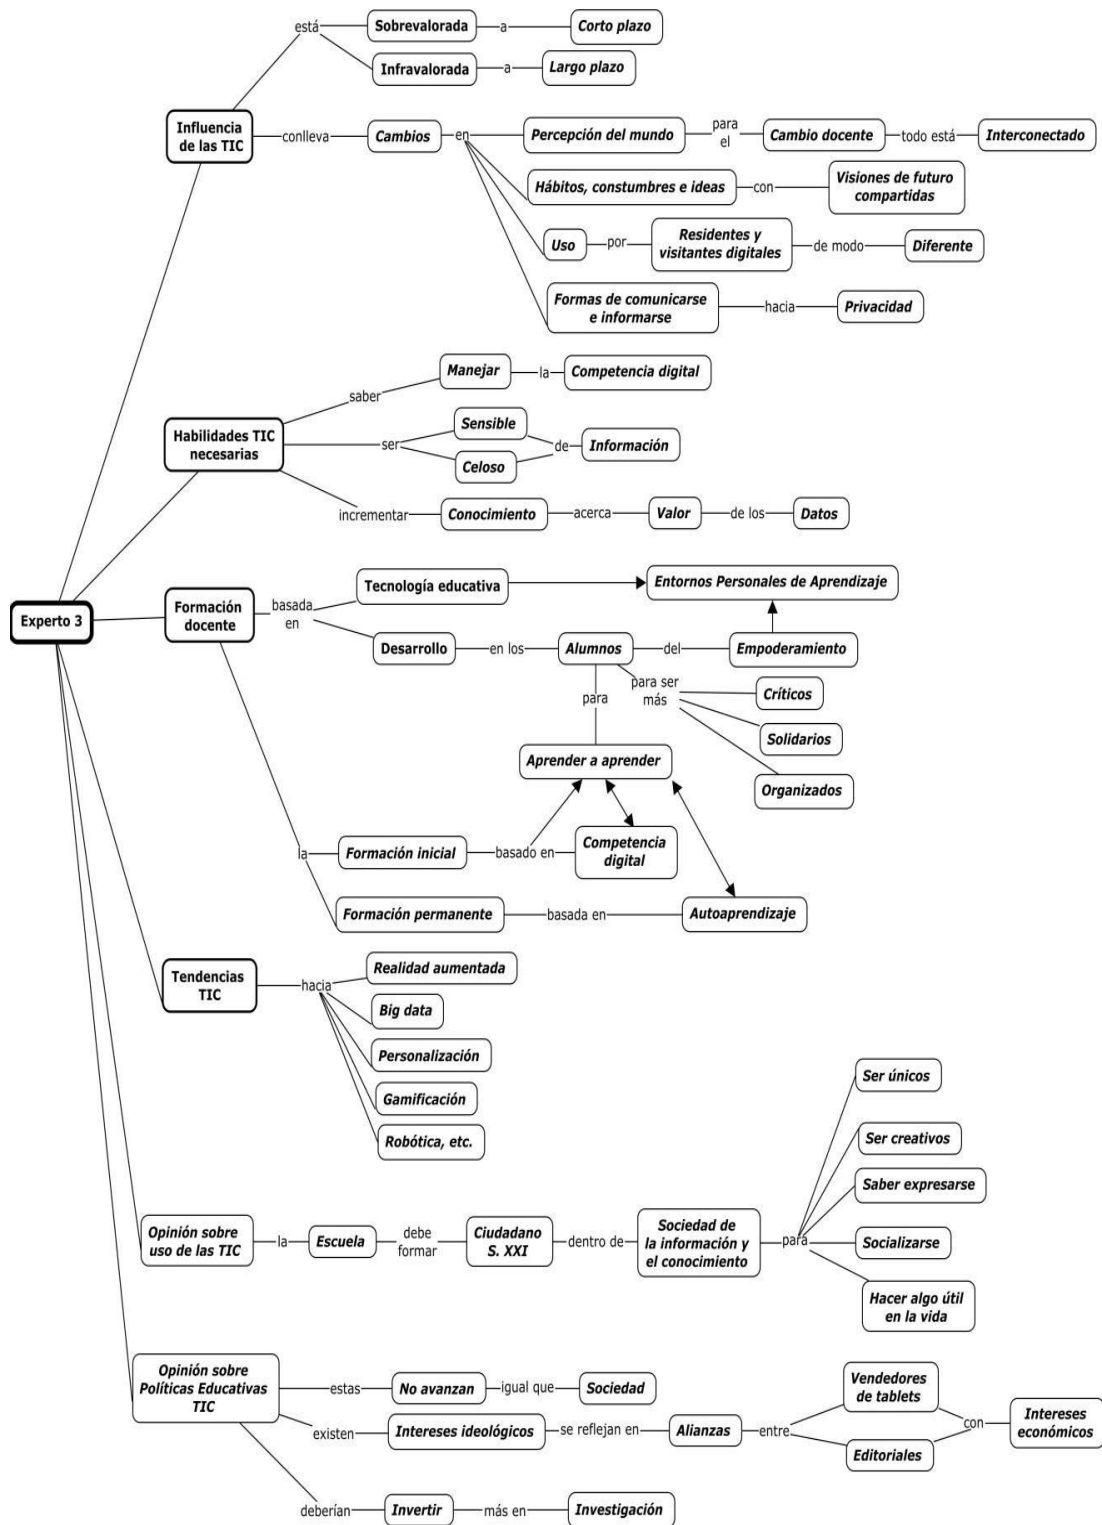 está
Sobrevalorada
a
Corto plazo
Infravalorada
a
Largo plazo
Influencia
de las TIC
conlleva
Cambios
en
Percepción del mundo
para
el
Cambio docente
todo está
Interconectado
Hábitos, constumbres e ideas
con
Visiones de futuro
compartidas
Uso
por
Residentes y
visitantes digitales
de modo
Diferente
Formas de comunicarse
e informarse
hacia
Privacidad
Habilidades TIC
necesarias
saber
Manejar
la
Competencia digital
ser
Sensible
Celoso
de
Información
incrementar
Conocimiento
acerca
Valor
de los
Datos
Experto 3
Formación
docente
basada
en
Tecnología educativa
Entornos Personales de Aprendizaje
Desarrollo
en los
Alumnos
del
Empoderamiento
para
para ser
más
Críticos
Solidarios
Organizados
Aprender a aprender
la
Formación inicial
basado en
Competencia
digital
Formación permanente
basada en
Autoaprendizaje
Tendencias
TIC
hacia
Realidad aumentada
Big data
Personalización
Gamificación
Robótica, etc.
Opinión sobre
uso de las TIC
la
Escuela
debe
formar
Ciudadano
S. XXI
dentro de
Sociedad de
la información y
el conocimiento
para
Ser únicos
Ser creativos
Saber expresarse
Socializarse
Hacer algo útil
en la vida
Opinión sobre
Políticas Educativas
TIC
estas
No avanzan
igual que
Sociedad
existen
Intereses ideológicos
se reflejan en
Alianzas
entre
Vendedores
de tablets
Editoriales
con
Intereses
económicos
deberían
Invertir
más en
Investigación